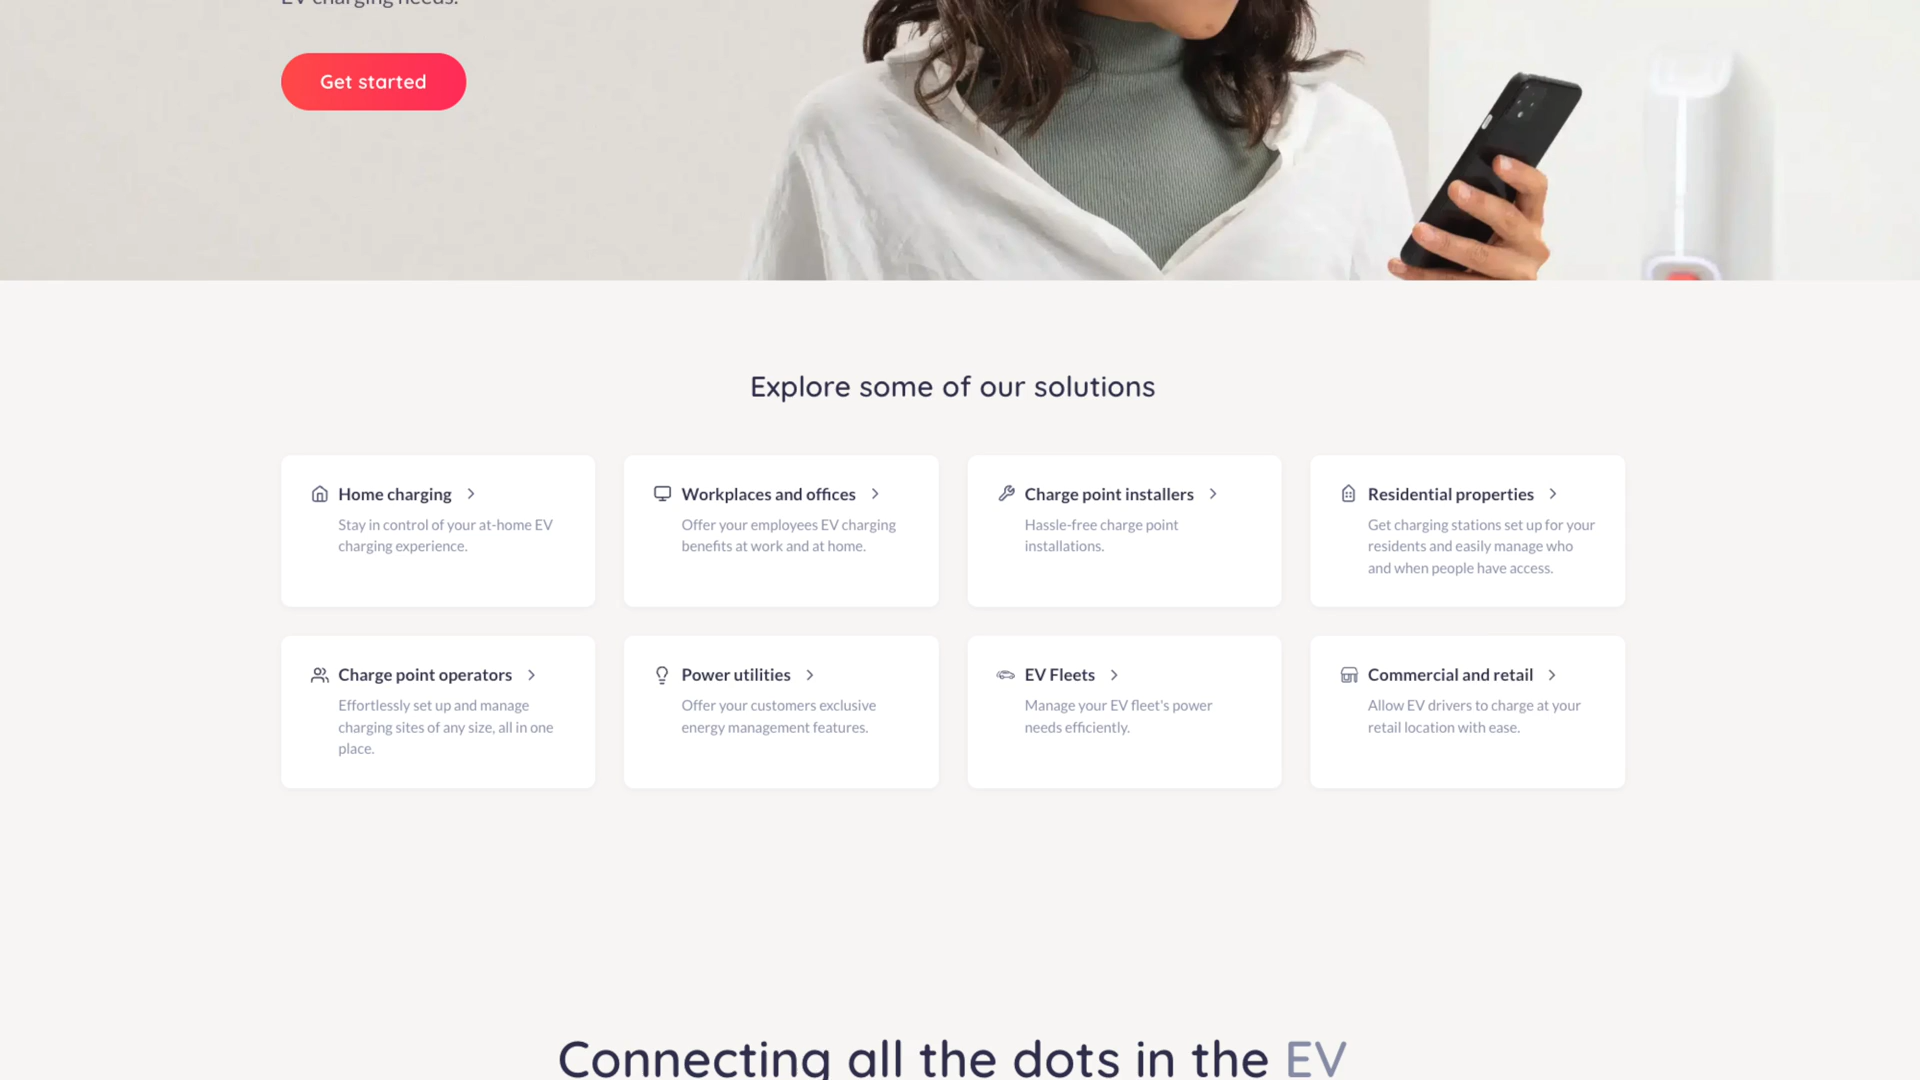 EV charging needs.
Get started
Explore some of our solutions
Home charging
Stay in control of your at-home EV
charging experience.
Workplaces and offices
Offer your employees EV charging
benefits at work and at home.
Charge point installers
Hassle-free charge point
installations.
Residential properties
Get charging stations set up for your
residents and easily manage who
and when people have access.
Charge point operators
Effortlessly set up and manage
charging sites of any size, all in one
place.
Power utilities
Offer your customers exclusive
energy management features.
EV Fleets
Manage your EV fleet's power
needs efficiently.
Commercial and retail
Allow EV drivers to charge at your
retail location with ease.
Connecting all the dots in the EV